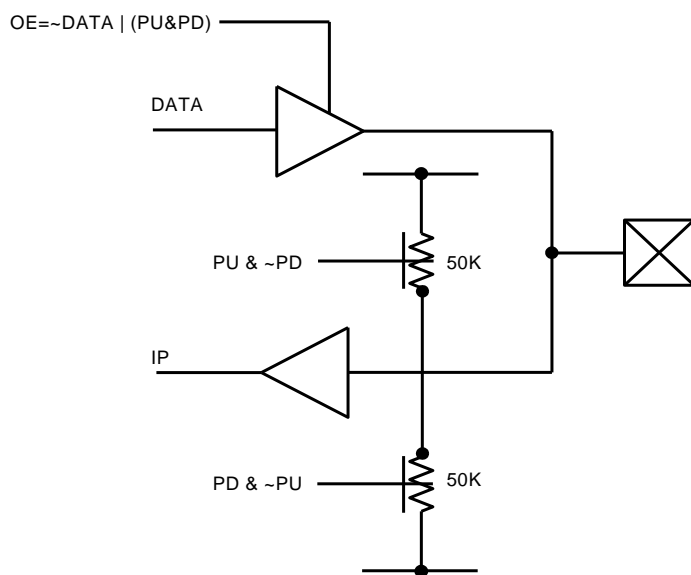 OE=~DATA | (PU&PD)
DATA
PU & ~PD
50K
IP
PD & ~PU
50K